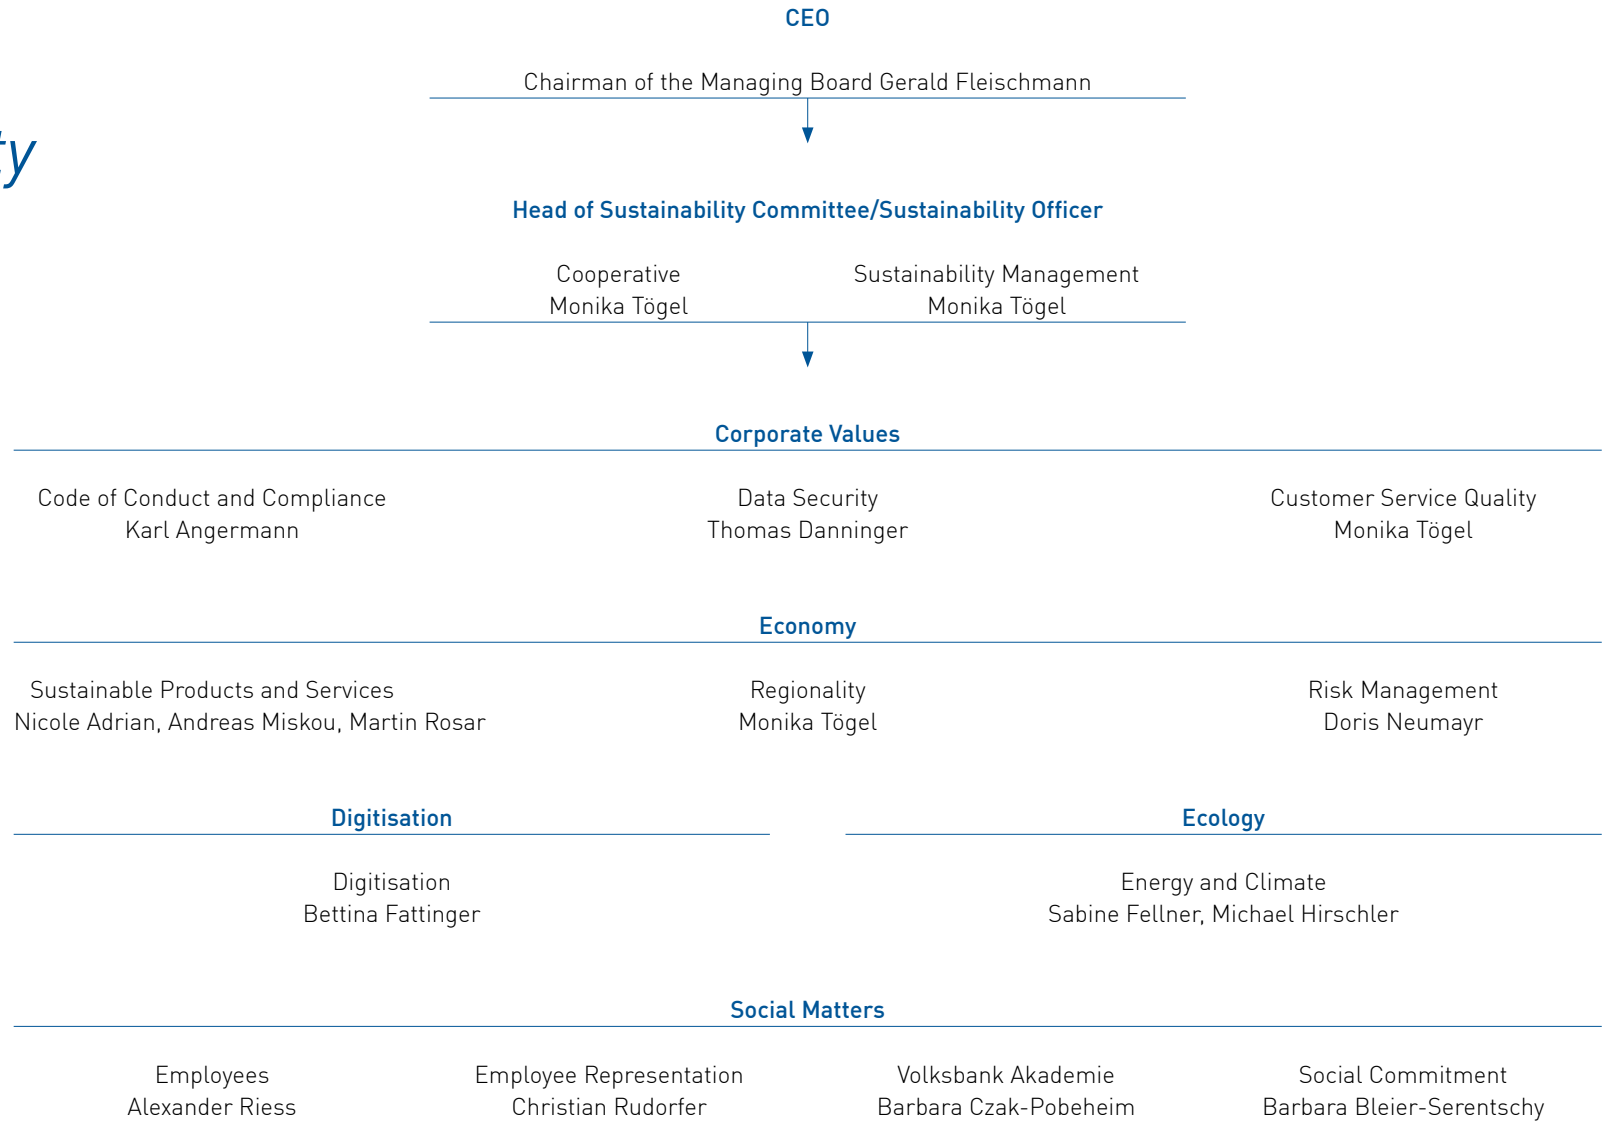 CEO
Chairman of the Managing Board Gerald Fleischmann
ty
Head of Sustainability Committee/Sustainability Officer
Cooperative
Monika Tögel
Sustainability Management
Monika Tögel
Corporate Values
Code of Conduct and Compliance
Karl Angermann
Data Security
Thomas Danninger
Customer Service Quality
Monika Tögel
Economy
Sustainable Products and Services
Nicole Adrian, Andreas Miskou, Martin Rosar
Regionality
Monika Tögel
Risk Management
Doris Neumayr
Digitisation
Digitisation
Bettina Fattinger
Ecology
Energy and Climate
Sabine Fellner, Michael Hirschler
Social Matters
Employees
Alexander Riess
Employee Representation
Christian Rudorfer
Volksbank Akademie
Barbara Czak-Pobeheim
Social Commitment
Barbara Bleier-Serentschy